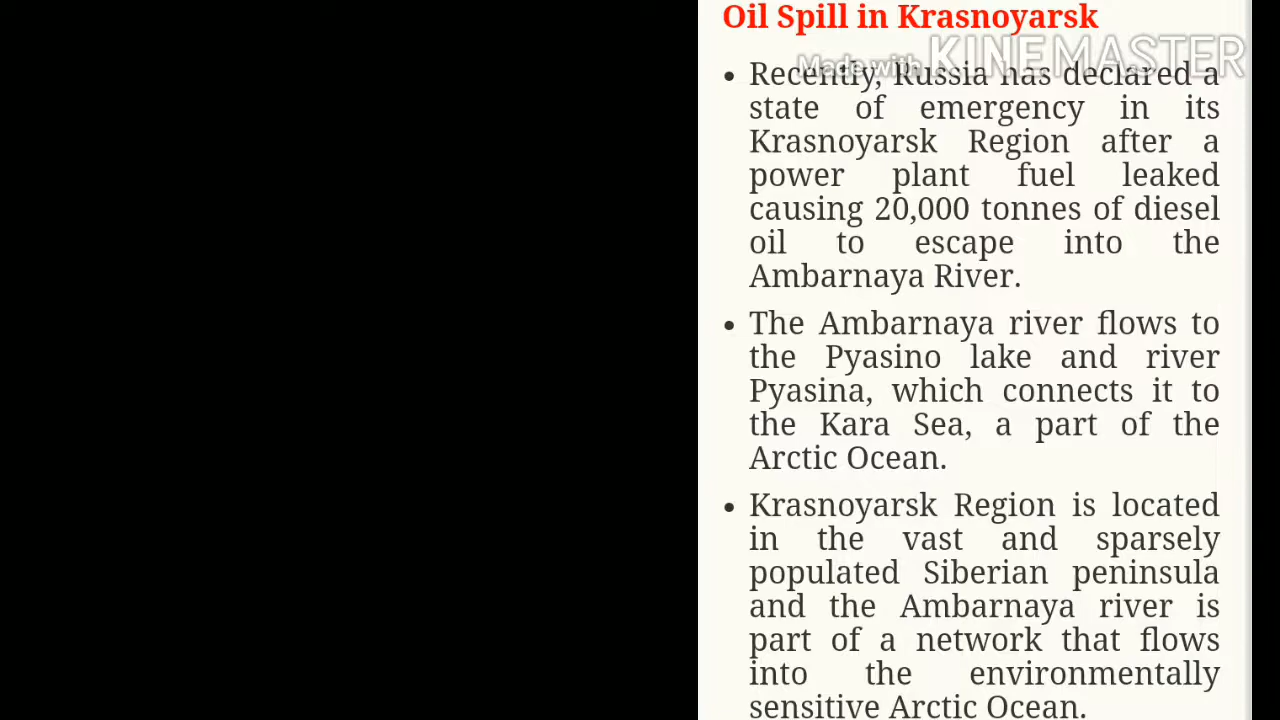 Oil Spill in Krasnoyarsk
Made with KINEMASTER
• Recently, Russia has declared a
state of emergency in its
Krasnoyarsk Region after a
power plant fuel leaked
causing 20,000 tonnes of diesel
oil to escape into the
Ambarnaya River.
• The Ambarnaya river flows to
the Pyasino lake and river
Pyasina, which connects it to
the Kara Sea, a part of the
Arctic Ocean.
• Krasnoyarsk Region is located
in the vast and sparsely
populated Siberian peninsula
and the Ambarnaya river is
part of a network that flows
into the environmentally
sensitive Arctic Ocean.